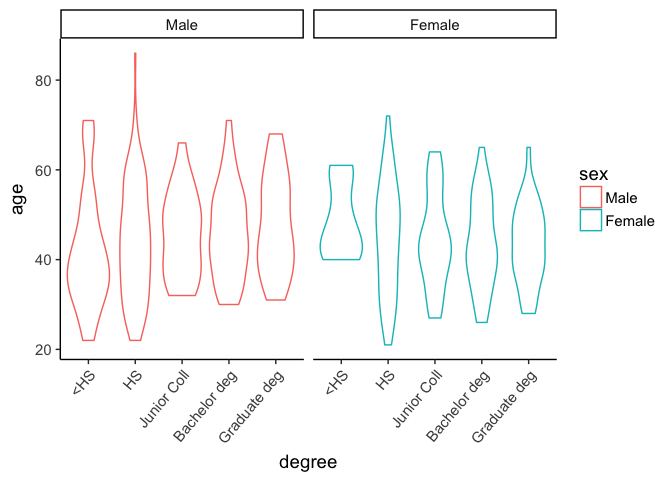 Male
Female
age
80
60
40
20
<HS
HS
Junior Coll
Bachelor deg
Graduate deg
<HS
HS
Junior Coll
Bachelor deg
Graduate deg
degree
sex
Male
Female